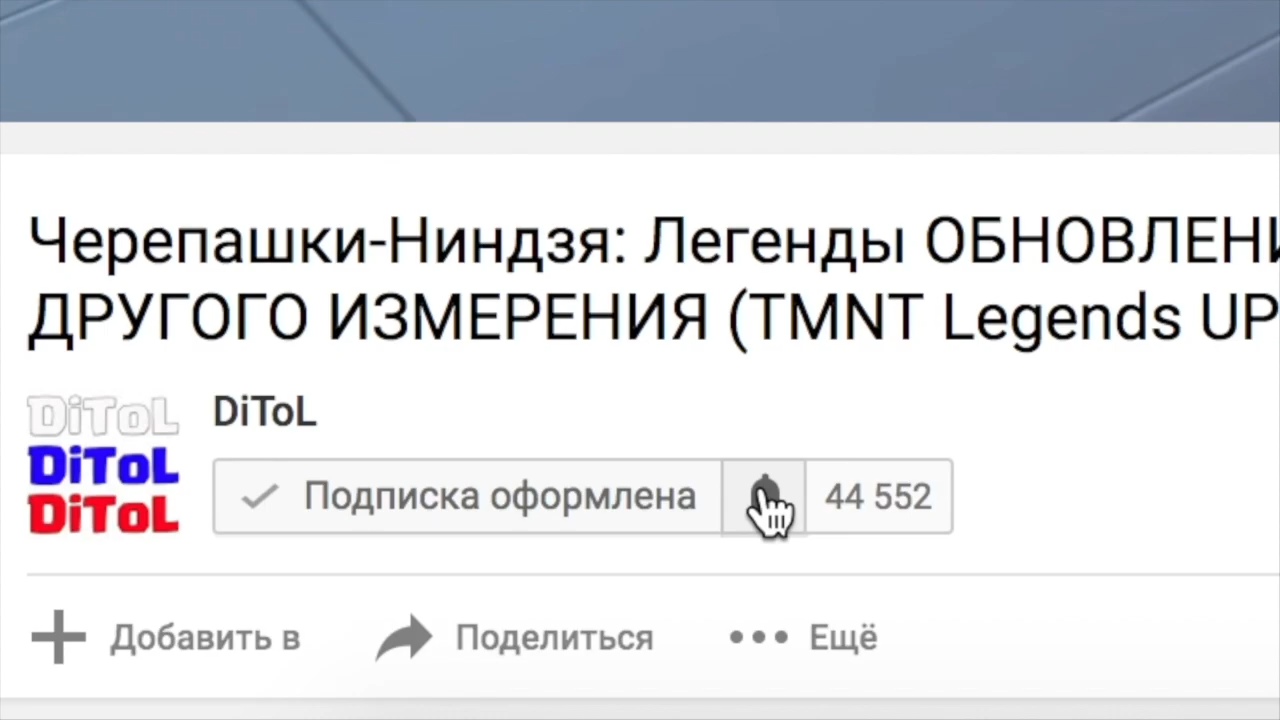 Черепашки-Ниндзя: Легенды ОБНОВЛЕНИ
ДРУГОГО ИЗМЕРЕНИЯ (TMNT Legends UP
DiToL
DiToL
DiToL
DiToL
Подписка оформлена 44 552
Добавить в Поделиться Ещё